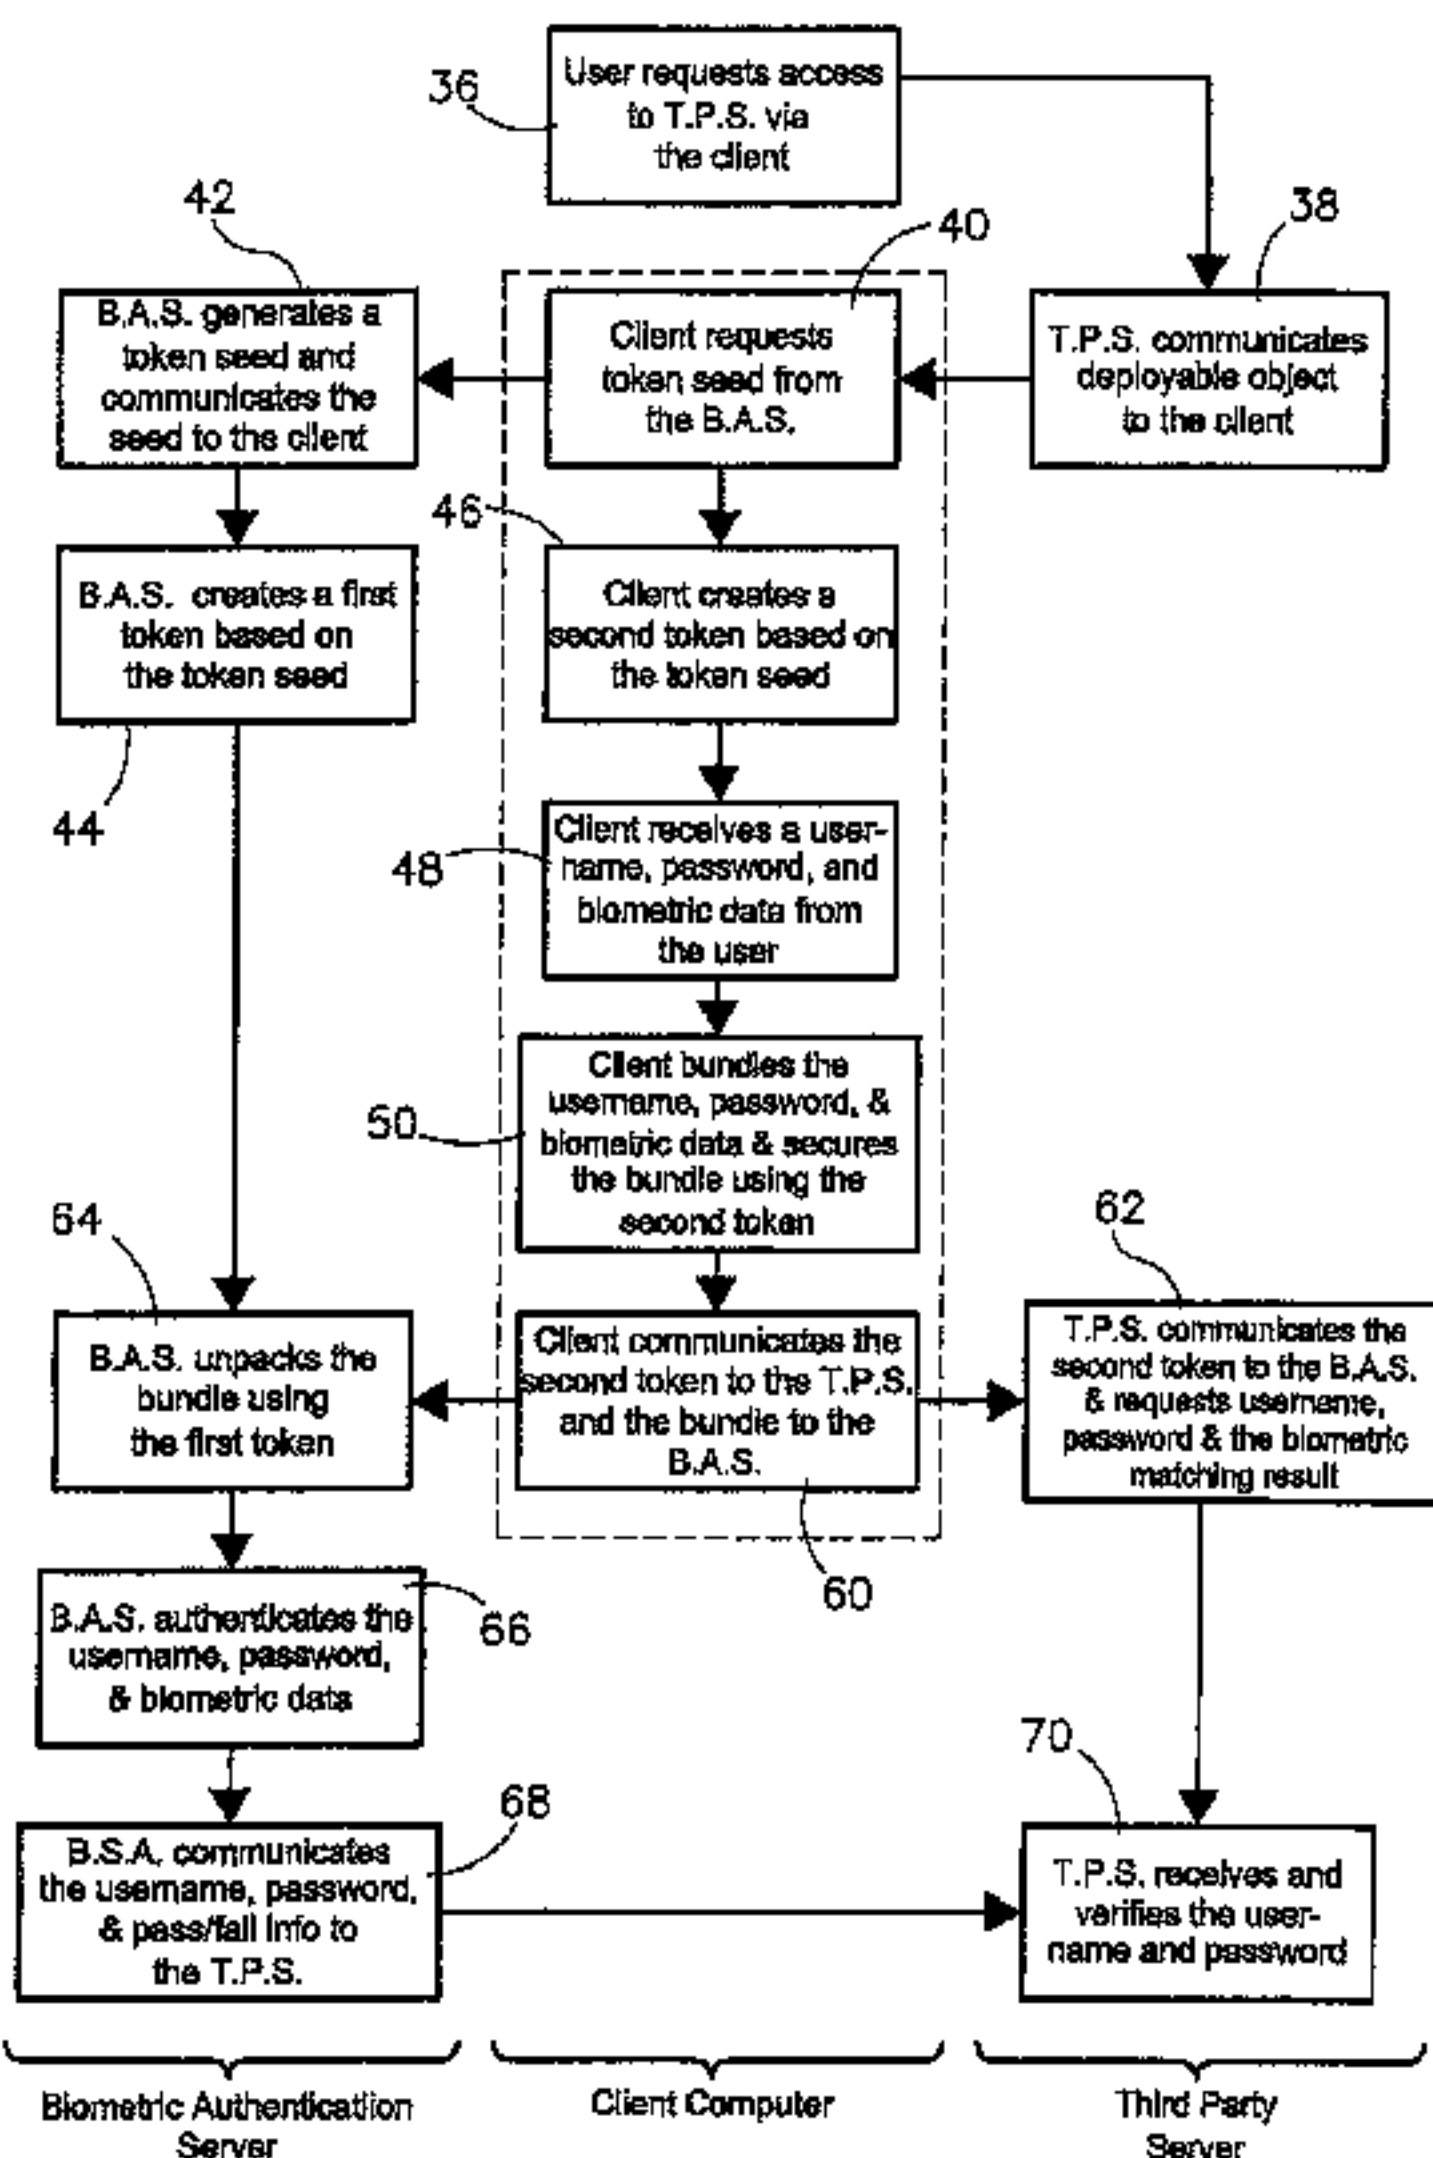 36
User requests access
to T.P.S. via
the client
42
38
40
B.A.S. generates a
token seed and
communicates the
seed to the client
Client requests
token seed from
the B.A.S.
T.P.S. communicates
deployable object
to the client
46
B.A.S. creates a first
token based on
the token seed
Client creates a
second token based on
the token seed
44
48
Client receives a user-
name, password, and
biometric data from
the user
50
Client bundles the
username, password, &
biometric data & secures
the bundle using the
second token
64
62
B.A.S. unpacks the
bundle using
the first token
Client communicates the
second token to the T.P.S.
and the bundle to the
B.A.S.
T.P.S. communicates the
second token to the B.A.S.
& requests username,
password & the biometric
matching result
60
B.A.S. authenticates the
username, password,
& biometric data
66
68
70
B.S.A. communicates
the username, password,
& pass/fail info to
the T.P.S.
T.P.S. receives and
verifies the user-
name and password
Biometric Authentication
Server
Client Computer
Third Party
Server